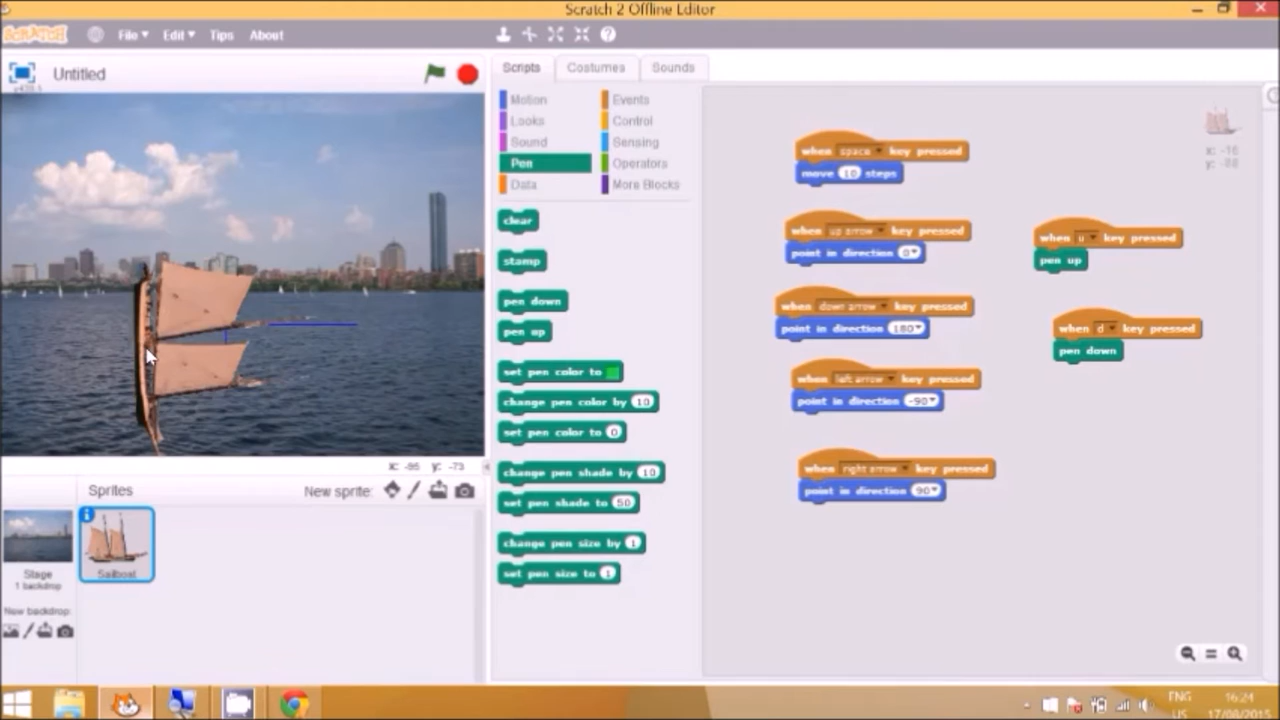 Scratch 2 Offline Editor
SCRATCH File Edit Tips About
Untitled
Scripts Costumes Sounds
Motion Events
Looks Control
Sound Sensing
Pen Operators
Data More Blocks
clear
stamp
pen down
pen up
set pen color to
change pen color by 10
set pen color to 0
change pen shade by 10
set pen shade to 50
change pen size by 1
set pen size to 1
when space key pressed
move 10 steps
when up arrow key pressed
point in direction 0
when down arrow key pressed
point in direction 180
when left arrow key pressed
point in direction -90
when right arrow key pressed
point in direction 90
when u key pressed
pen up
when d key pressed
pen down
x: -16
y: -88
x: -95 y: -73
Sprites New sprite:
Stage
1 backdrop
New backdrop:
Sailboat
ENG
US
16:24
17/08/2015